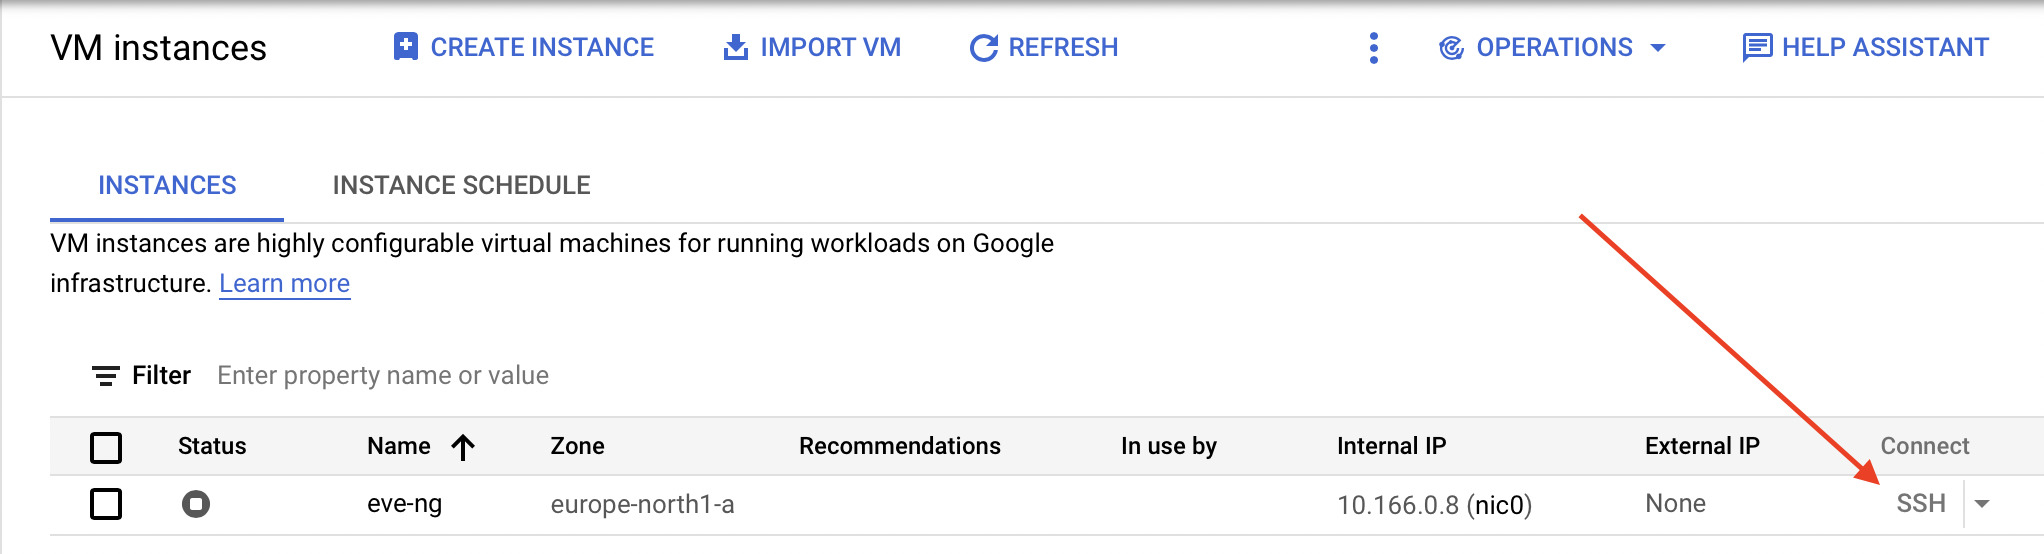 VM instances CREATE INSTANCE IMPORT VM REFRESH OPERATIONS HELP ASSISTANT
INSTANCES INSTANCE SCHEDULE
VM instances are highly configurable virtual machines for running workloads on Google
infrastructure. Learn more
Filter Enter property name or value
Status Name Zone Recommendations In use by Internal IP External IP Connect
eve-ng europe-north1-a 10.166.0.8 (nic0) None SSH